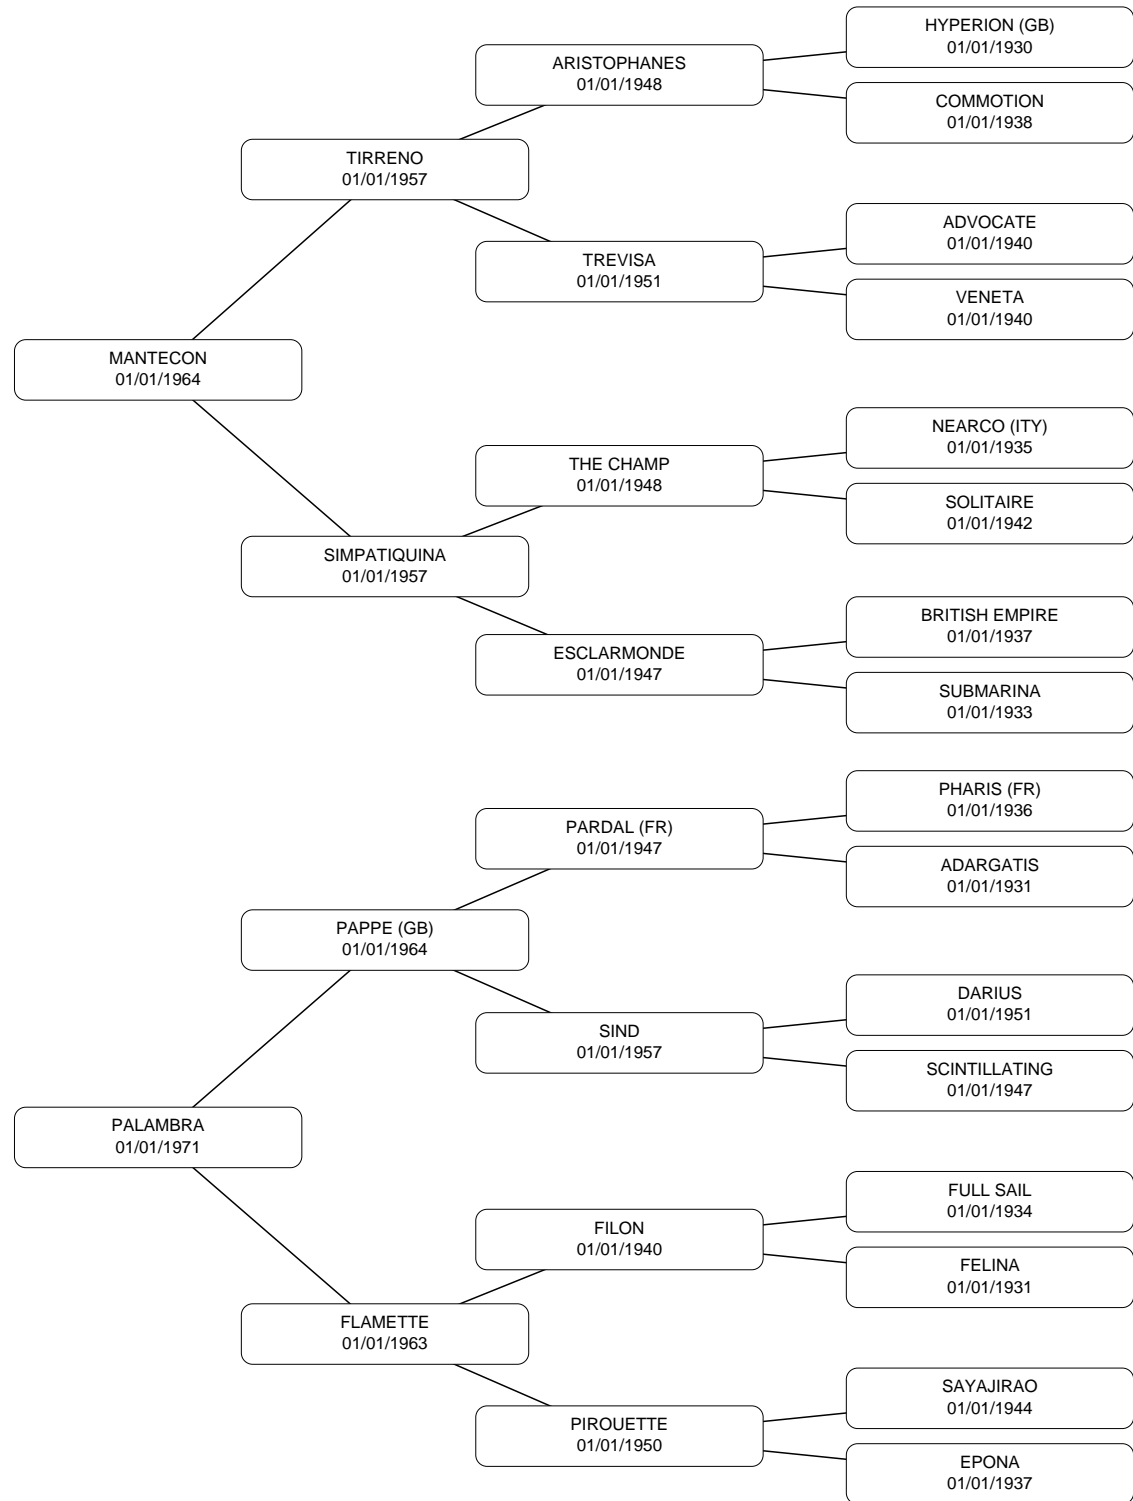 HYPERION (GB)
01/01/1930
ARISTOPHANES
01/01/1948
COMMOTION
01/01/1938
TIRRENO
01/01/1957
ADVOCATE
01/01/1940
TREVISA
01/01/1951
VENETA
01/01/1940
MANTECON
01/01/1964
NEARCO (ITY)
01/01/1935
THE CHAMP
01/01/1948
SOLITAIRE
01/01/1942
SIMPATIQUINA
01/01/1957
BRITISH EMPIRE
01/01/1937
ESCLARMONDE
01/01/1947
SUBMARINA
01/01/1933
PHARIS (FR)
01/01/1936
PARDAL (FR)
01/01/1947
ADARGATIS
01/01/1931
PAPPE (GB)
01/01/1964
DARIUS
01/01/1951
SIND
01/01/1957
SCINTILLATING
01/01/1947
PALAMBRA
01/01/1971
FULL SAIL
01/01/1934
FILON
01/01/1940
FELINA
01/01/1931
FLAMETTE
01/01/1963
SAYAJIRAO
01/01/1944
PIROUETTE
01/01/1950
EPONA
01/01/1937